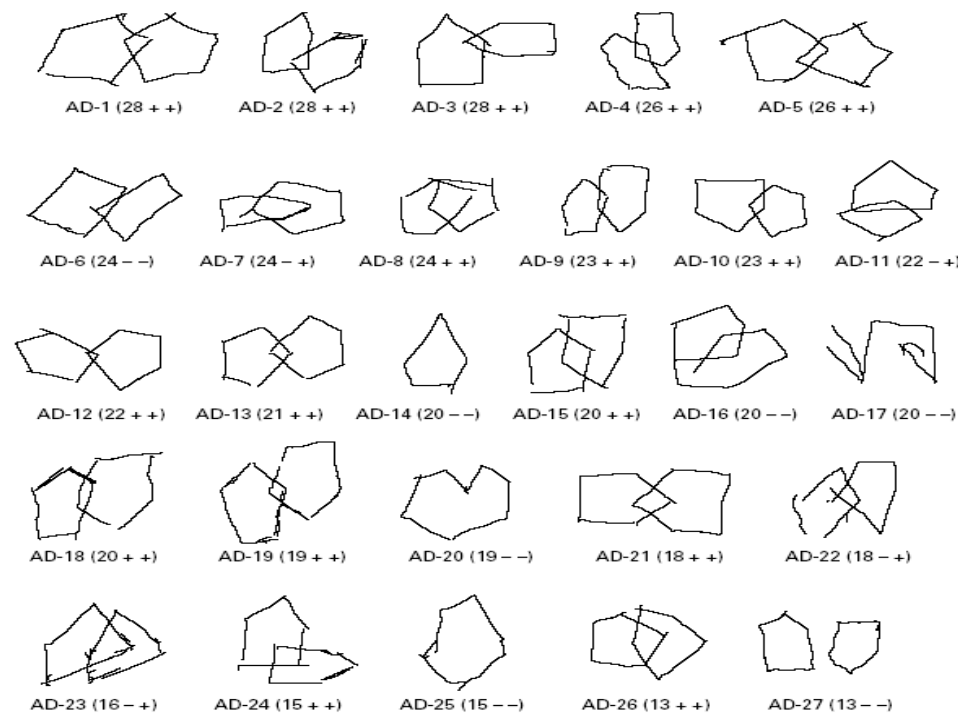 AD-1 (28 + +) AD-2 (28 + +) AD-3 (28 + +) AD-4 (26 + +) AD-5 (26 + +)
AD-6 (24 – –) AD-7 (24 – +) AD-8 (24 + +) AD-9 (23 + +) AD-10 (23 + +) AD-11 (22 – +)
AD-12 (22 + +) AD-13 (21 + +) AD-14 (20 – –) AD-15 (20 + +) AD-16 (20 – –) AD-17 (20 – –)
AD-18 (20 + +) AD-19 (19 + +) AD-20 (19 – –) AD-21 (18 + +) AD-22 (18 – +)
AD-23 (16 – +) AD-24 (15 + +) AD-25 (15 – –) AD-26 (13 + +) AD-27 (13 – –)